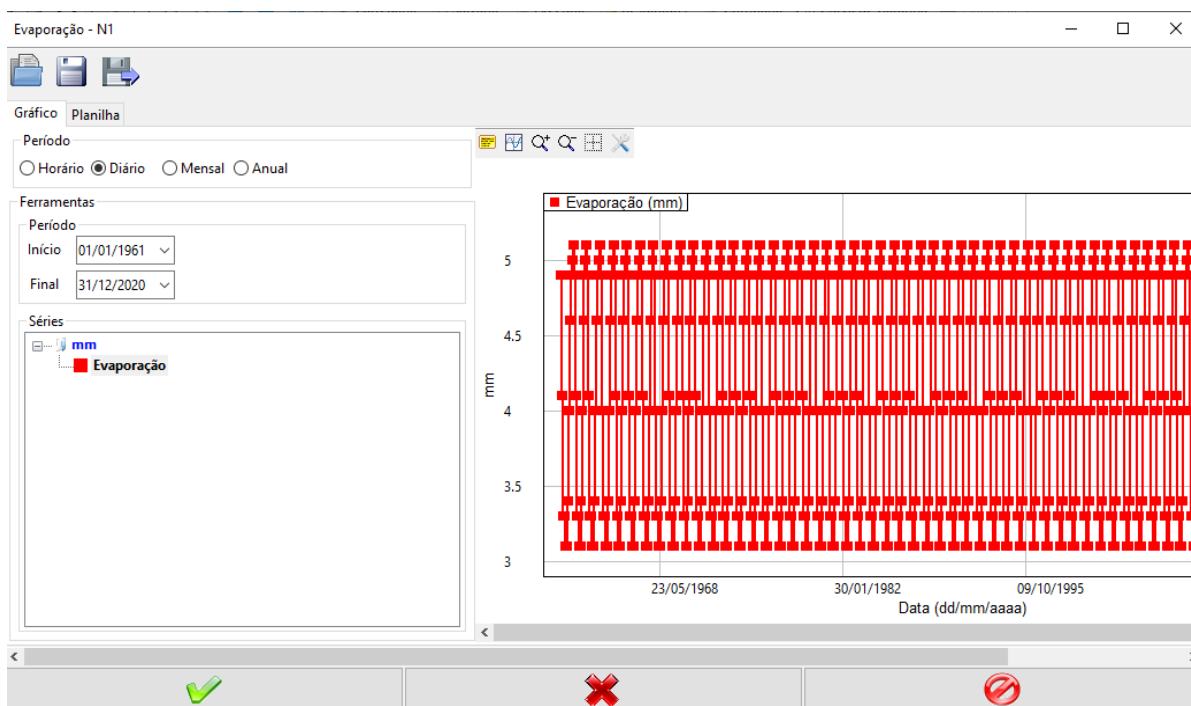 Evaporação - N1
Gráfico Planilha
Período
Horário Diário Mensal Anual
Ferramentas
Período
Início 01/01/1961
Final 31/12/2020
Séries
mm
Evaporação
Evaporação (mm)
5
4.5
4
3.5
3
mm
23/05/1968 30/01/1982 09/10/1995
Data (dd/mm/aaaa)